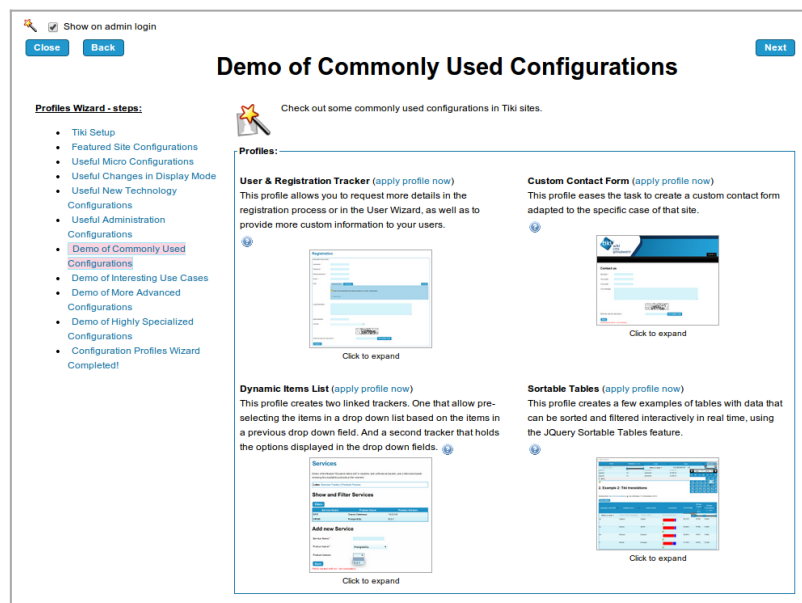 Show on admin login
Close Back Next
Demo of Commonly Used Configurations
Profiles Wizard - steps:
Tiki Setup
Featured Site Configurations
Useful Micro Configurations
Useful Changes in Display Mode
Useful New Technology
Configurations
Useful Administration
Configurations
Demo of Commonly Used
Configurations
Demo of Interesting Use Cases
Demo of More Advanced
Configurations
Demo of Highly Specialized
Configurations
Configuration Profiles Wizard
Completed!
Check out some commonly used configurations in Tiki sites.
Profiles:
User & Registration Tracker (apply profile now)
This profile allows you to request more details in the
registration process or in the User Wizard, as well as to
provide more custom information to your users.
Registration
Click to expand
Custom Contact Form (apply profile now)
This profile eases the task to create a custom contact form
adapted to the specific case of that site.
Contact us
Click to expand
Dynamic Items List (apply profile now)
This profile creates two linked trackers. One that allow pre-
selecting the items in a drop down list based on the items in
a previous drop down field. And a second tracker that holds
the options displayed in the drop down fields.
Services
Show and Filter Services
Add new Service
Click to expand
Sortable Tables (apply profile now)
This profile creates a few examples of tables with data that
can be sorted and filtered interactively in real time, using
the JQuery Sortable Tables feature.
2. Example 2: Tiki translations
Click to expand